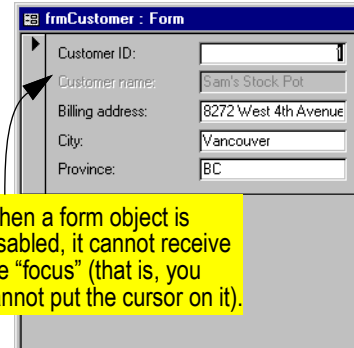 frmCustomer : Form
Customer ID: 1
Customer name: Sam's Stock Pot
Billing address: 8272 West 4th Avenue
City: Vancouver
Province: BC
hen a form object is
sabled, it cannot receive
e “focus” (that is, you
annot put the cursor on it).